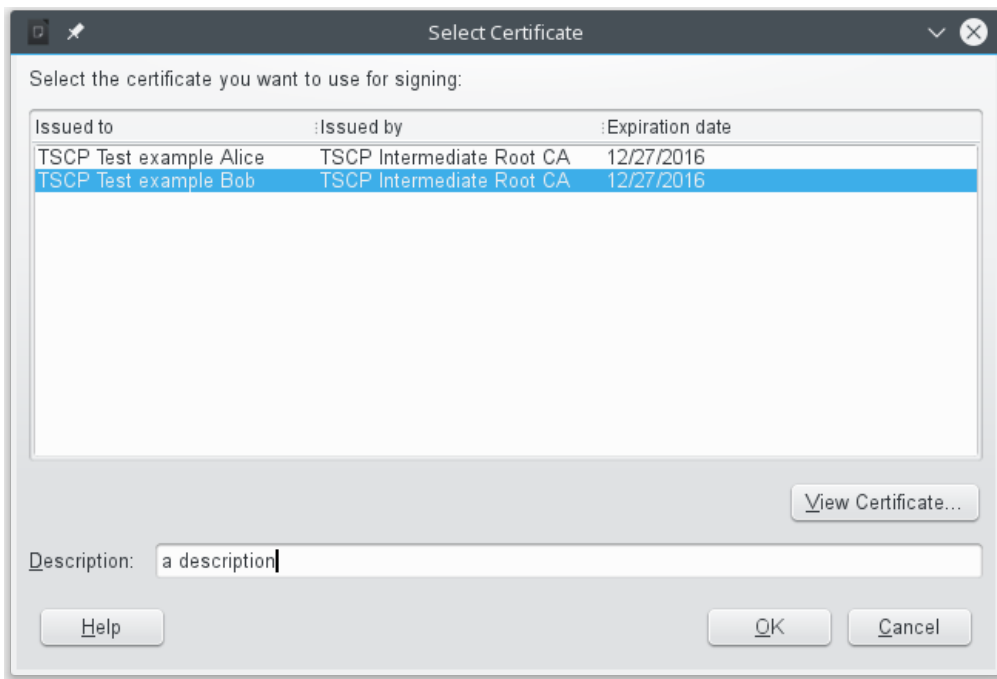 Select Certificate
Select the certificate you want to use for signing:
Issued to Issued by Expiration date
TSCP Test example Alice TSCP Intermediate Root CA 12/27/2016
TSCP Test example Bob TSCP Intermediate Root CA 12/27/2016
View Certificate...
Description: a description
Help OK Cancel